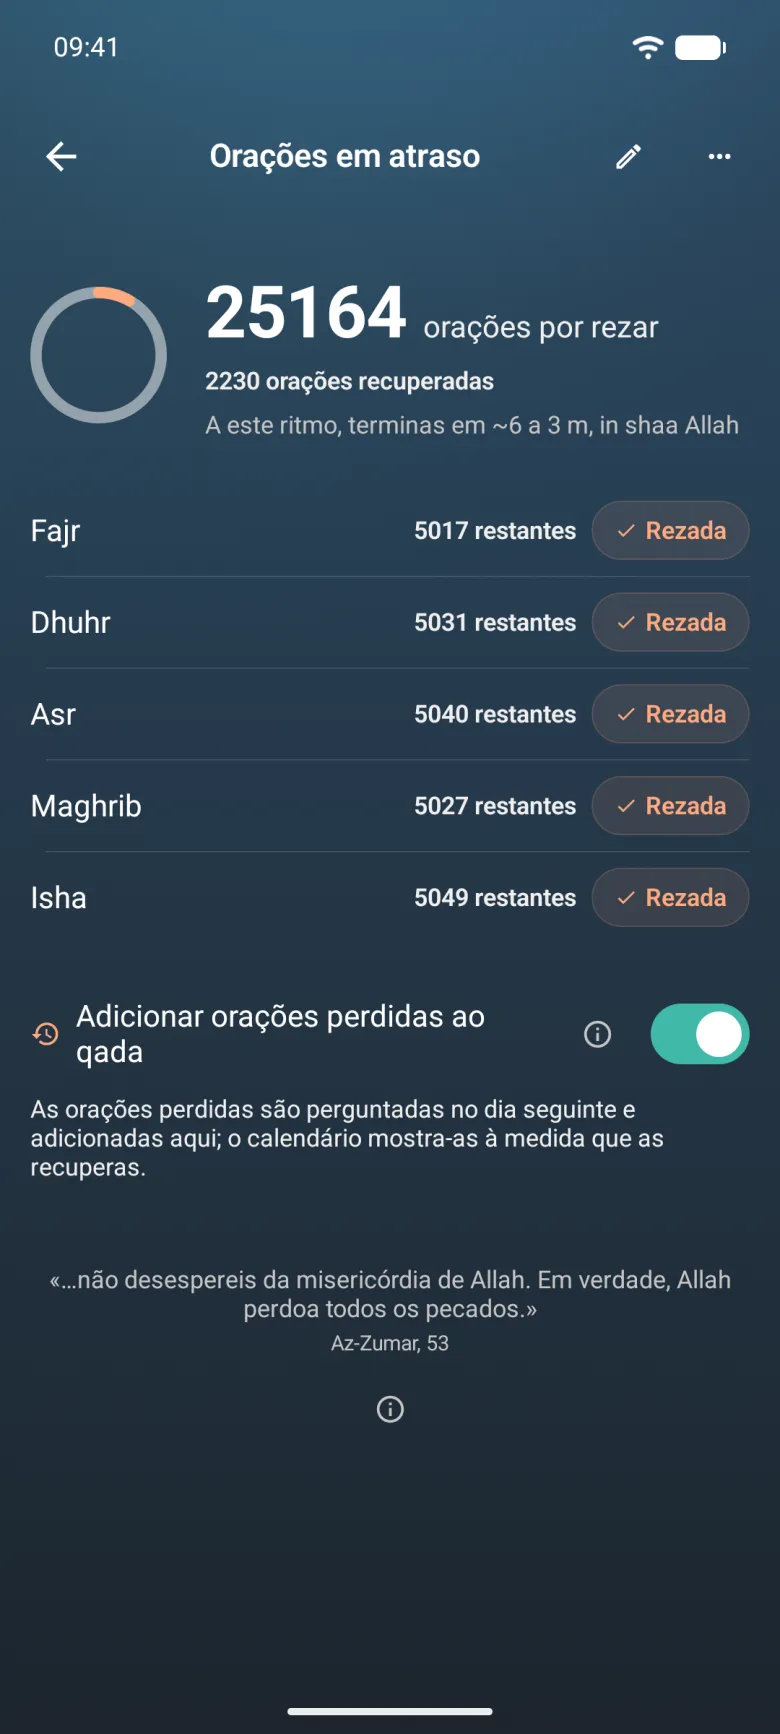 09:41
Orações em atraso
25164 orações por rezar
2230 orações recuperadas
A este ritmo, terminas em ~6 a 3 m, in shaa Allah
Fajr 5017 restantes Rezada
Dhuhr 5031 restantes Rezada
Asr 5040 restantes Rezada
Maghrib 5027 restantes Rezada
Isha 5049 restantes Rezada
Adicionar orações perdidas ao
qada
As orações perdidas são perguntadas no dia seguinte e
adicionadas aqui; o calendário mostra-as à medida que as
recuperas.
«…não desespereis da misericórdia de Allah. Em verdade, Allah
perdoa todos os pecados.»
Az-Zumar, 53